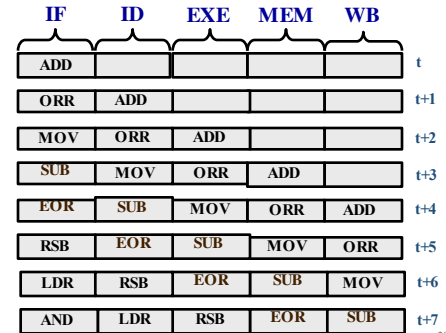 IF ID EXE MEM WB
ADD t
ORR ADD t+1
MOV ORR ADD t+2
SUB MOV ORR ADD t+3
EOR SUB MOV ORR ADD t+4
RSB EOR SUB MOV ORR t+5
LDR RSB EOR SUB MOV t+6
AND LDR RSB EOR SUB t+7